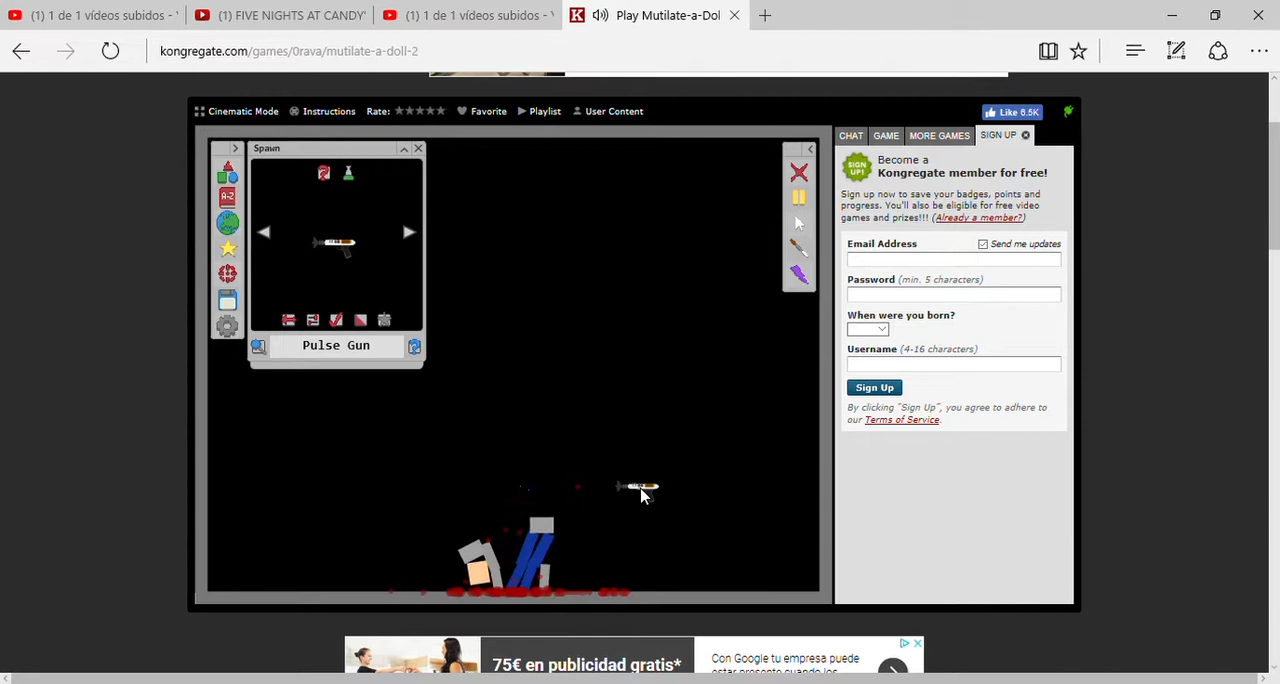 (1) 1 de 1 vídeos subidos - Y
(1) FIVE NIGHTS AT CANDY'
(1) 1 de 1 vídeos subidos - Y
Play Mutilate-a-Dol
kongregate.com/games/0rava/mutilate-a-doll-2
Cinematic Mode
Instructions
Rate:
Favorite
Playlist
User Content
Like 6.5K
CHAT
GAME
MORE GAMES
SIGN UP
Spawn
A-Z
Pulse Gun
SIGN UP!
Become a
Kongregate member for free!
Sign up now to save your badges, points and
progress. You'll also be eligible for free video
games and prizes!!! (Already a member?)
Email Address
Send me updates
Password (min. 5 characters)
When were you born?
Username (4-16 characters)
Sign Up
By clicking "Sign Up", you agree to adhere to
our Terms of Service.
75€ en publicidad gratis*
Con Google tu empresa puede